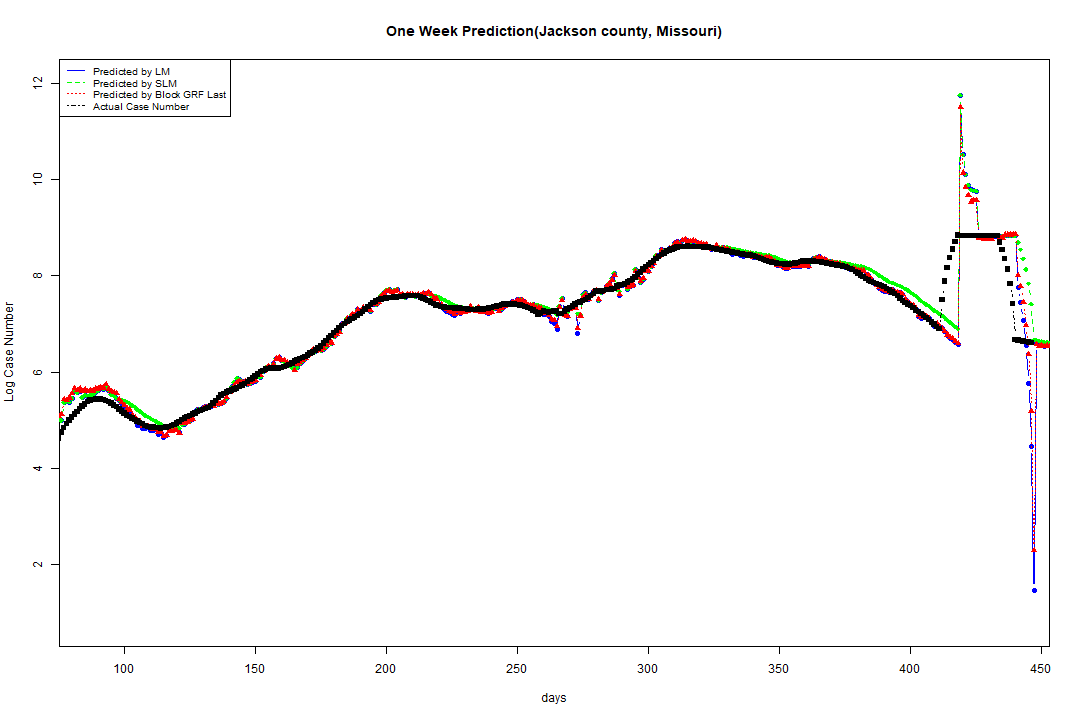 One Week Prediction(Jackson county, Missouri)
Predicted by LM
Predicted by SLM
Predicted by Block GRF Last
Actual Case Number
12
10
8
6
4
2
Log Case Number
100 150 200 250 300 350 400 450
days